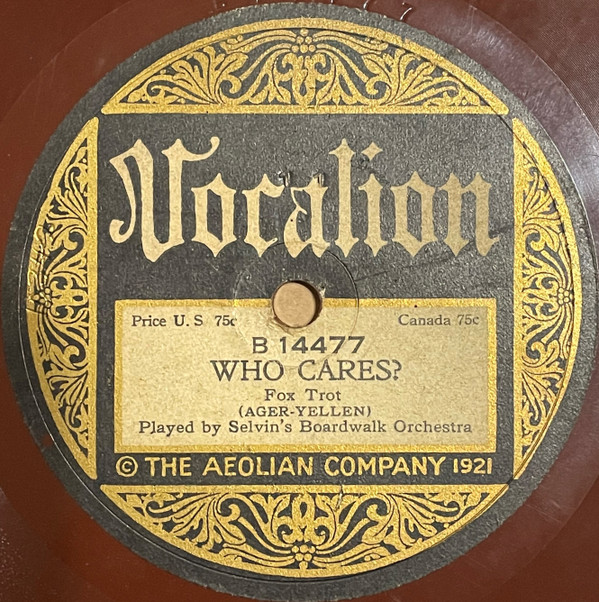 Vocalion
Price U. S 75c Canada 75c
B 14477
WHO CARES?
Fox Trot
(AGER-YELLEN)
Played by Selvin's Boardwalk Orchestra
© THE AEOLIAN COMPANY 1921